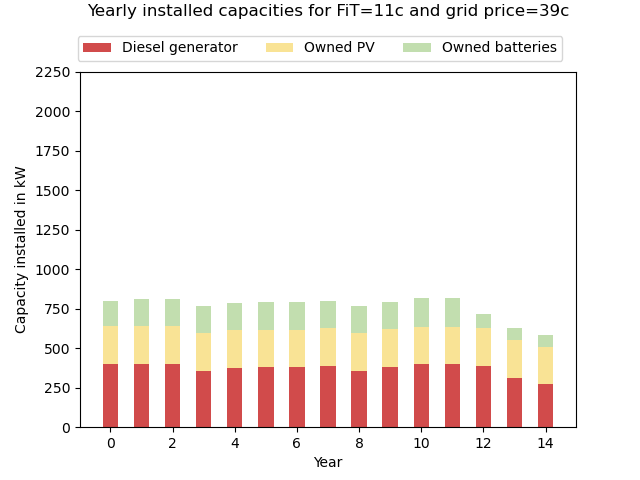 Yearly installed capacities for FiT=11c and grid price=39c
Diesel generator Owned PV Owned batteries
2250
2000
1750
1500
1250
1000
750
500
250
0
Capacity installed in kW
0 2 4 6 8 10 12 14
Year